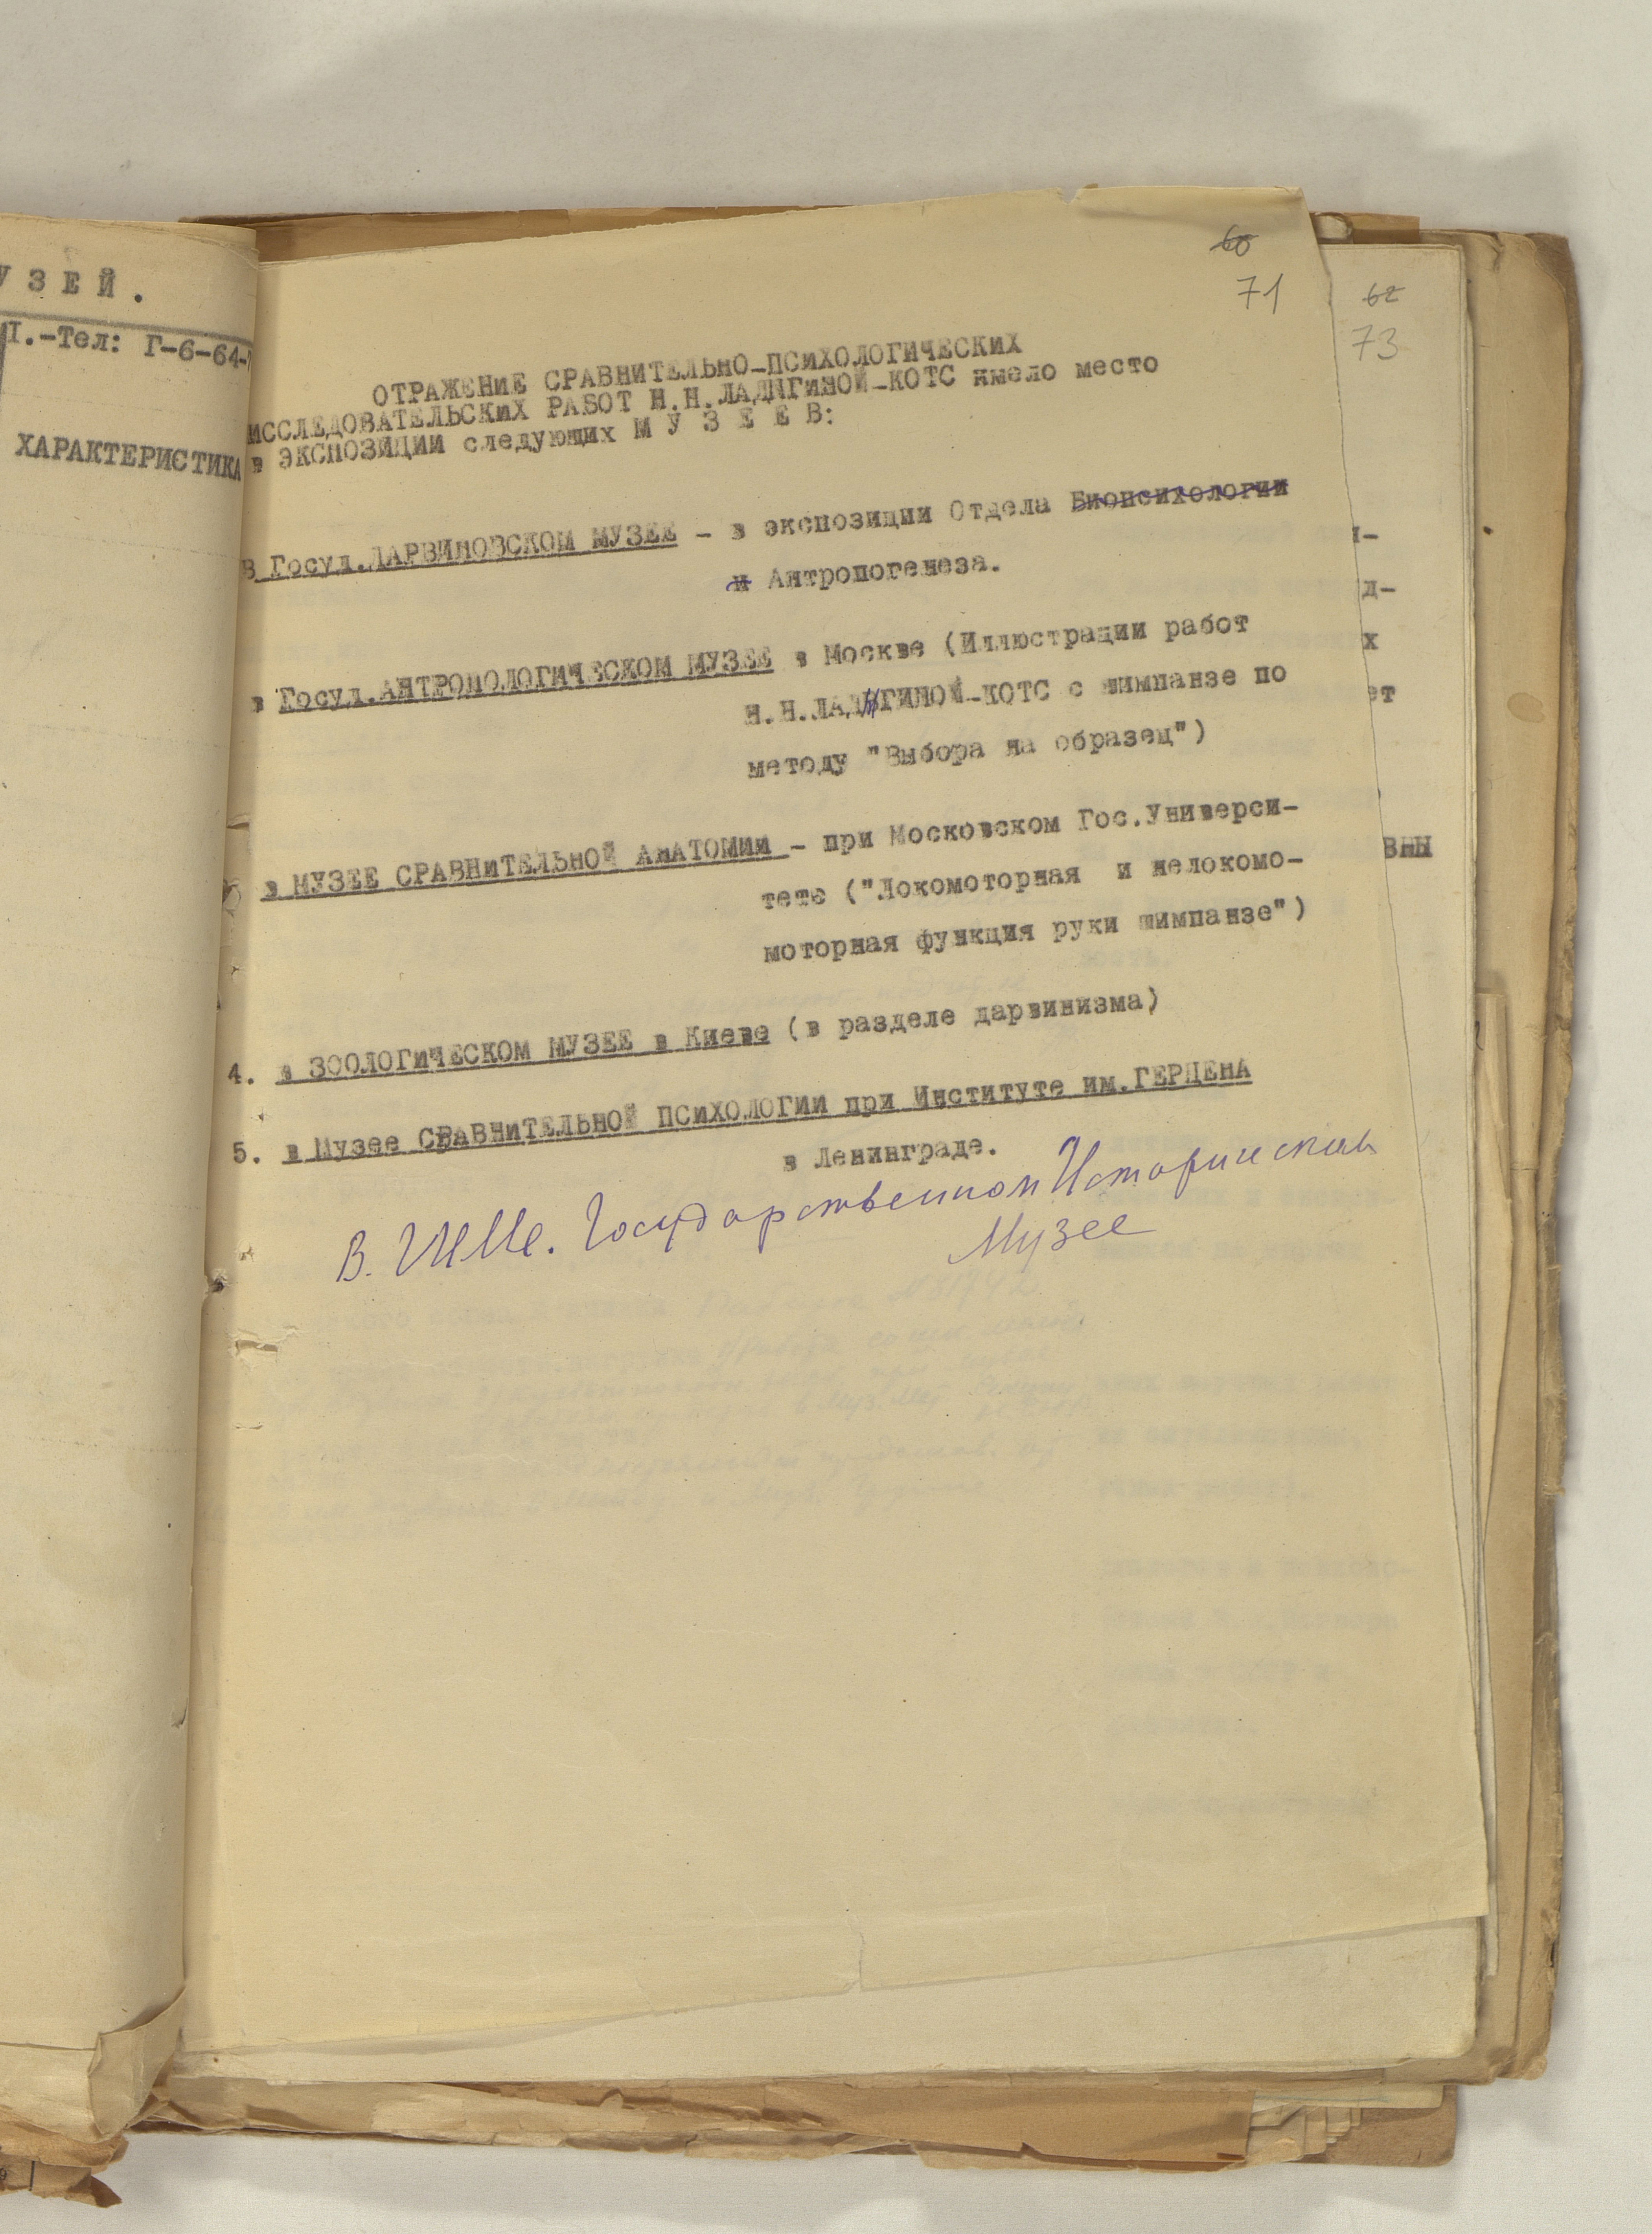 УЗЕЙ.
I.-Тел: Г-6-64-
ХАРАКТЕРИСТИКА
60
71
62
73
ОТРАЖЕНИЕ СРАВНИТЕЛЬНО-ПСИХОЛОГИЧЕСКИХ
ИССЛЕДОВАТЕЛЬСКИХ РАБОТ Н.Н.ЛАДЫГИНОЙ-КОТС имело место
в ЭКСПОЗИЦИИ следующих М У З Е Е В:
В Госуд.ДАРВИНОВСКОМ МУЗЕЕ - в экспозиции Отдела Биопсихологии
и Антропогенеза.
в Госуд.АНТРОПОЛОГИЧЕСКОМ МУЗЕЕ в Москве (Иллюстрации работ
Н.Н.ЛАДЫГИНОЙ-КОТС с шимпанзе по
методу "Выбора на образец")
в МУЗЕЕ СРАВНИТЕЛЬНОЙ АНАТОМИИ - при Московском Гос.Универси-
тете ("Локомоторная и нелокомо-
моторная функция руки шимпанзе")
4. в ЗООЛОГИЧЕСКОМ МУЗЕЕ в Киеве (в разделе дарвинизма)
5. в Музее СРАВНИТЕЛЬНОЙ ПСИХОЛОГИИ при Институте им.ГЕРЦЕНА
в Ленинграде.
Государственном Историческом
Музее
д-
х
ет